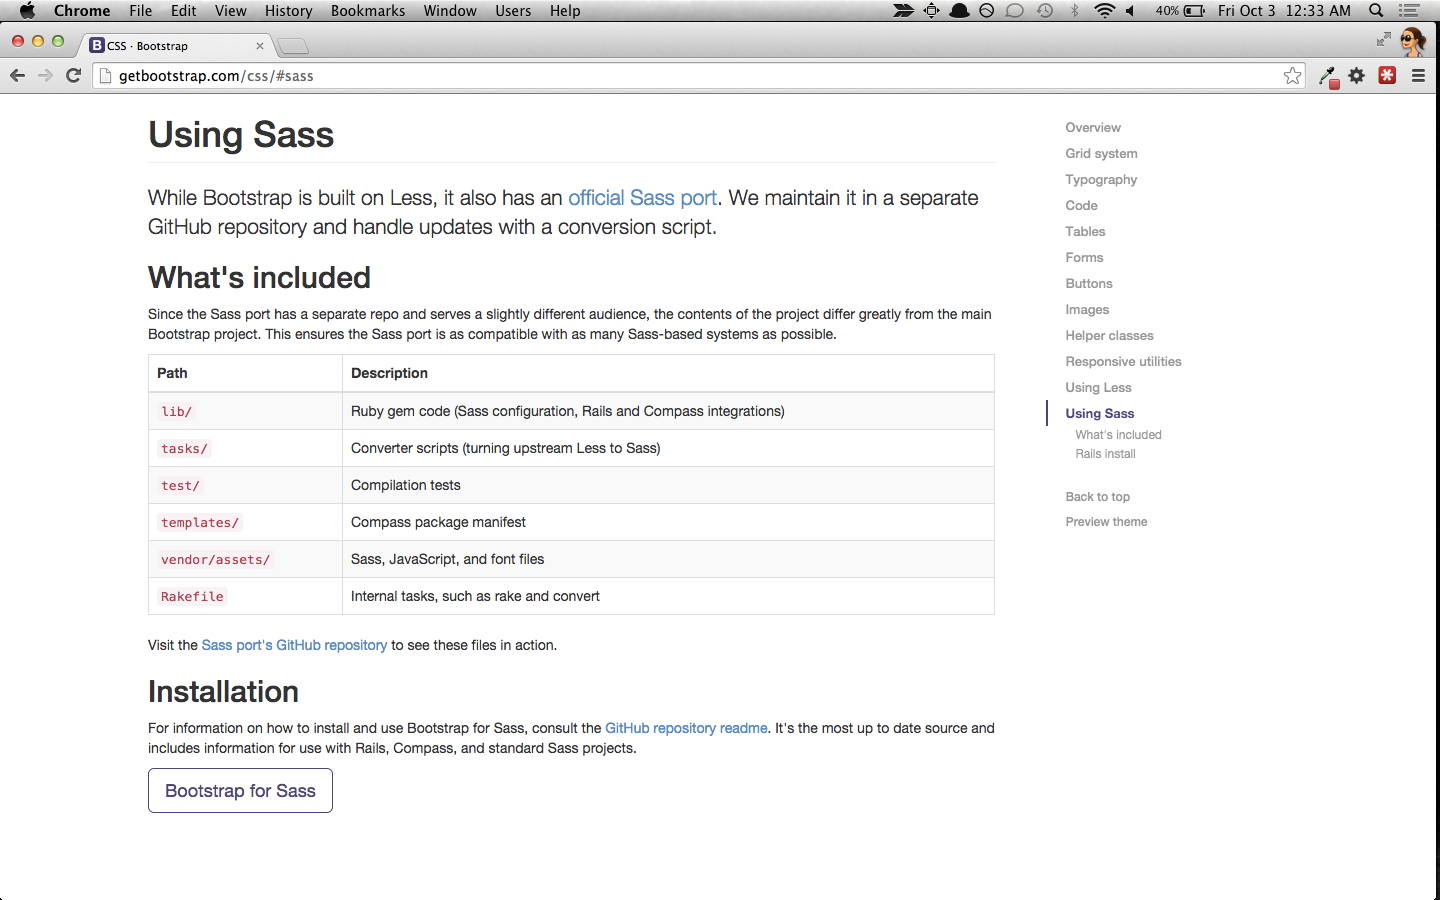 Chrome File Edit View History Bookmarks Window Users Help 40% Fri Oct 3 12:33 AM
B CSS · Bootstrap
getbootstrap.com/css/#sass
Using Sass
While Bootstrap is built on Less, it also has an official Sass port. We maintain it in a separate
GitHub repository and handle updates with a conversion script.
What's included
Since the Sass port has a separate repo and serves a slightly different audience, the contents of the project differ greatly from the main
Bootstrap project. This ensures the Sass port is as compatible with as many Sass-based systems as possible.
Path Description
lib/ Ruby gem code (Sass configuration, Rails and Compass integrations)
tasks/ Converter scripts (turning upstream Less to Sass)
test/ Compilation tests
templates/ Compass package manifest
vendor/assets/ Sass, JavaScript, and font files
Rakefile Internal tasks, such as rake and convert
Visit the Sass port's GitHub repository to see these files in action.
Installation
For information on how to install and use Bootstrap for Sass, consult the GitHub repository readme. It's the most up to date source and
includes information for use with Rails, Compass, and standard Sass projects.
Bootstrap for Sass
Overview
Grid system
Typography
Code
Tables
Forms
Buttons
Images
Helper classes
Responsive utilities
Using Less
Using Sass
What's included
Rails install
Back to top
Preview theme